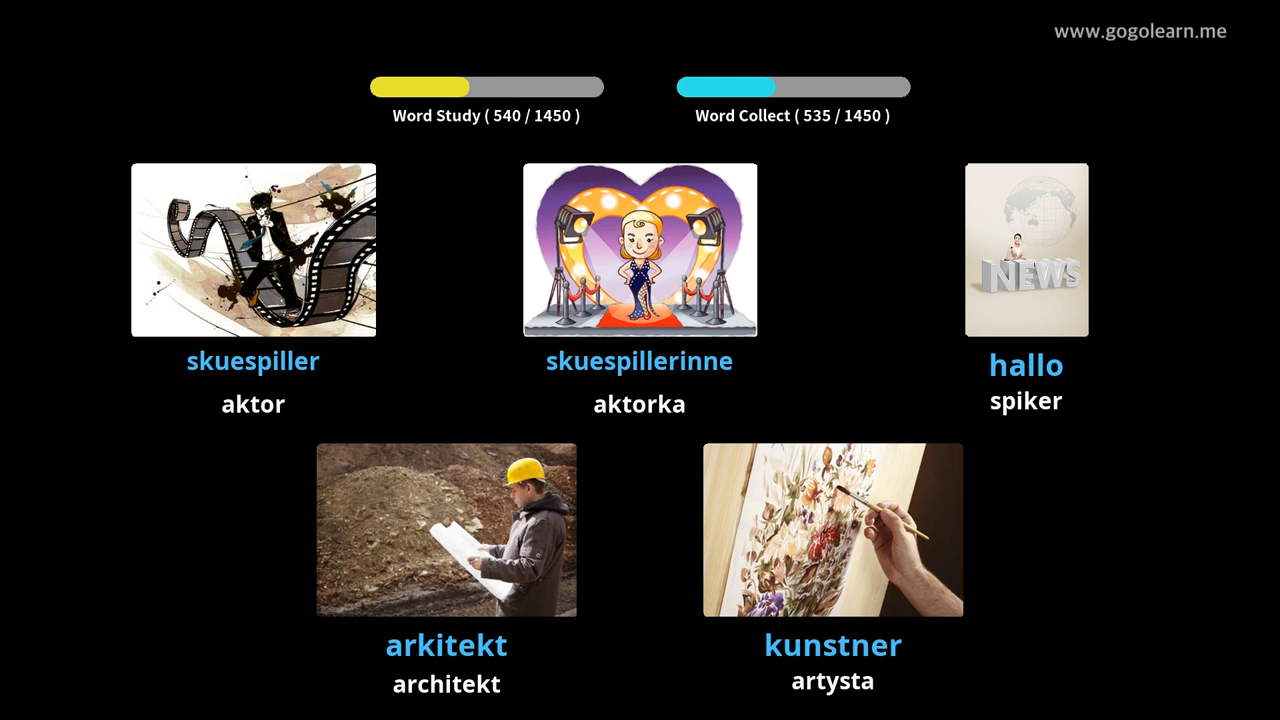 www.gogolearn.me
Word Study ( 540 / 1450 )
Word Collect ( 535 / 1450 )
NEWS
skuespiller
aktor
skuespillerinne
aktorka
hallo
spiker
arkitekt
architekt
kunstner
artysta